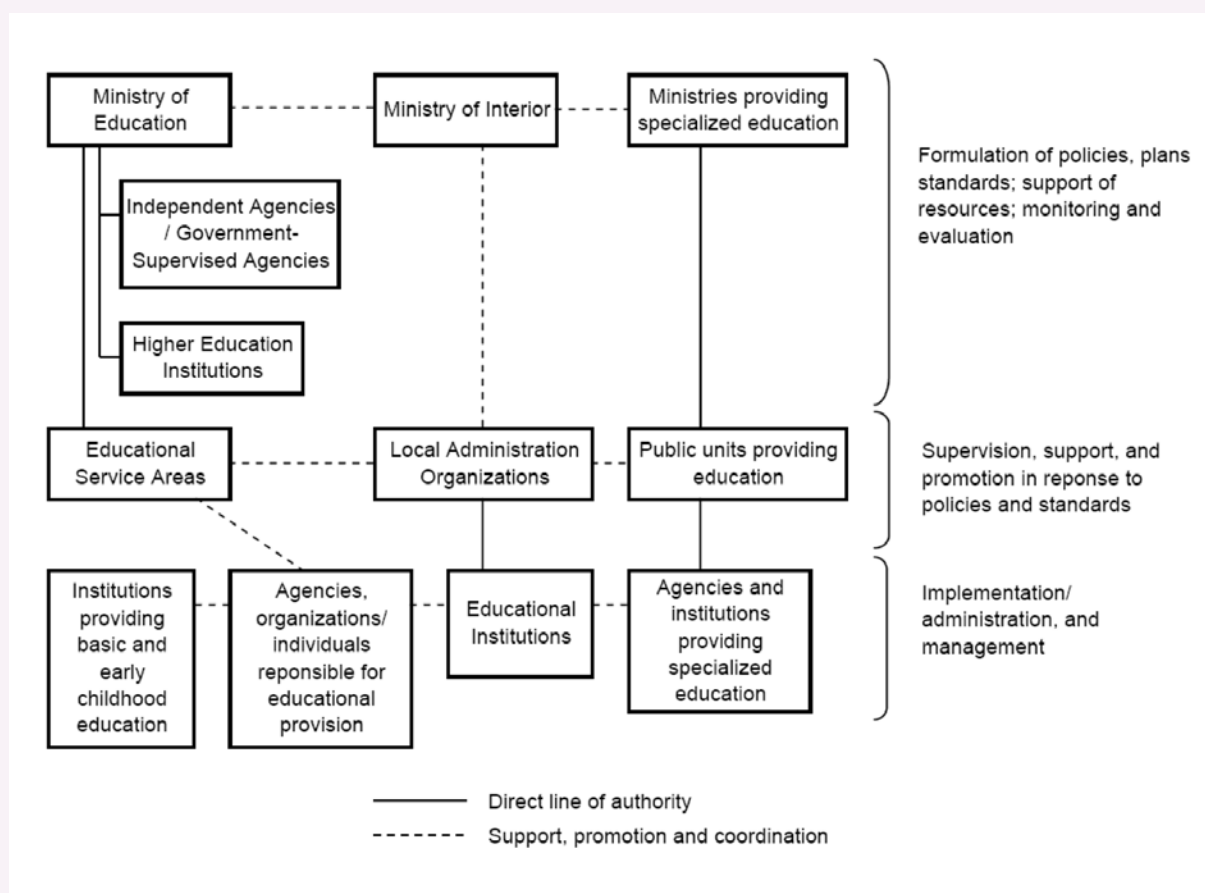 Ministry of
Education
Ministry of Interior
Ministries providing
specialized education
Formulation of policies, plans
standards; support of
resources; monitoring and
evaluation
Independent Agencies
/ Government-
Supervised Agencies
Higher Education
Institutions
Educational
Service Areas
Local Administration
Organizations
Public units providing
education
Supervision, support, and
promotion in reponse to
policies and standards
Institutions
providing
basic and
early
childhood
education
Agencies,
organizations/
individuals
reponsible for
educational
provision
Educational
Institutions
Agencies and
institutions
providing
specialized
education
Implementation/
administration, and
management
Direct line of authority
Support, promotion and coordination